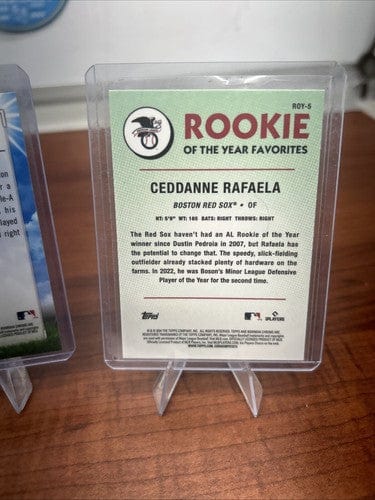 ROY-5
ROOKIE
OF THE YEAR FAVORITES
CEDDANNE RAFAELA
BOSTON RED SOX • OF
HT: 5'9" WT: 165 BATS: RIGHT THROWS: RIGHT
The Red Sox haven't had an AL Rookie of the Year
winner since Dustin Pedroia in 2007, but Rafaela has
the potential to change that. The speedy, slick-fielding
outfielder already stacked plenty of hardware on the
farms. In 2022, he was Boson's Minor League Defensive
Player of the Year for the second time.
Topps
PLAYERS
his
right